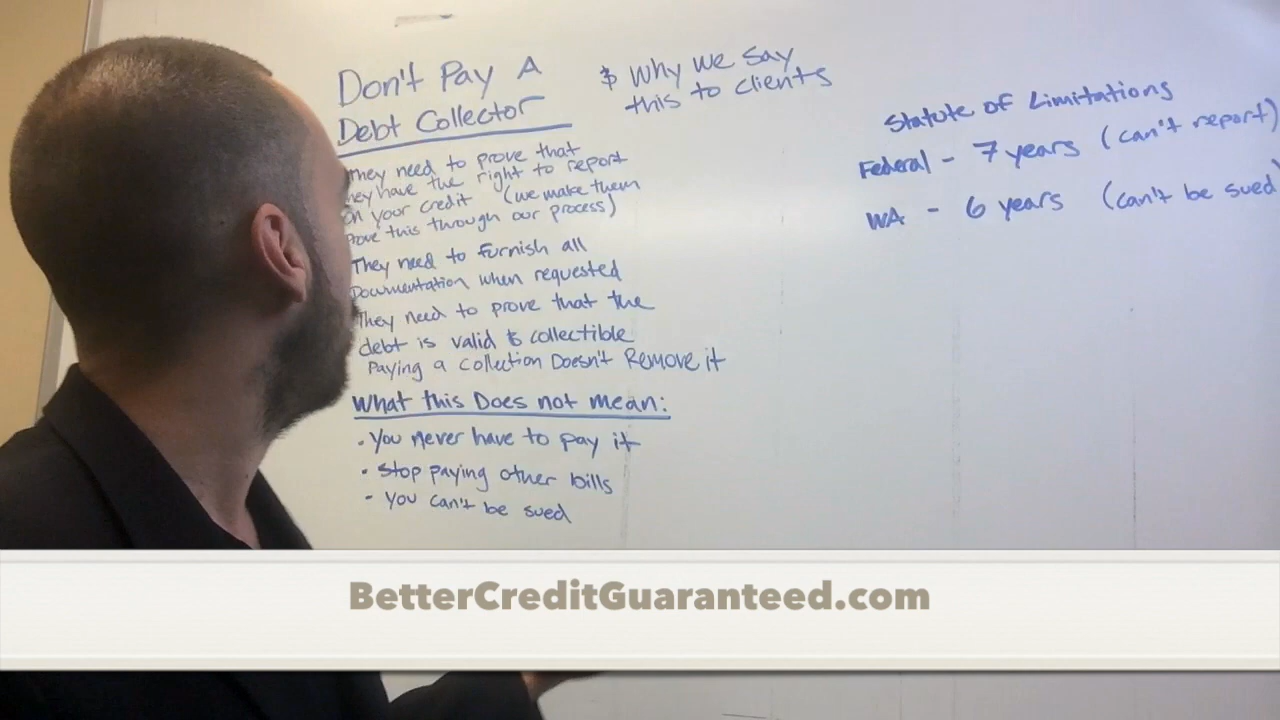 Don't Pay A
Debt Collector
& Why we say
this to clients
They need to prove that
hey have the right to report
on your credit (we make them
prove this through our process)
They need to furnish all
Documentation when requested
They need to prove that the
debt is valid & collectible
Paying a collection Doesn't Remove it
What this Does not mean:
• You never have to pay it
• Stop paying other bills
- You can't be sued
Statute of Limitations
Federal - 7 years (can't report)
WA - 6 years (can't be sued)
BetterCreditGuaranteed.com